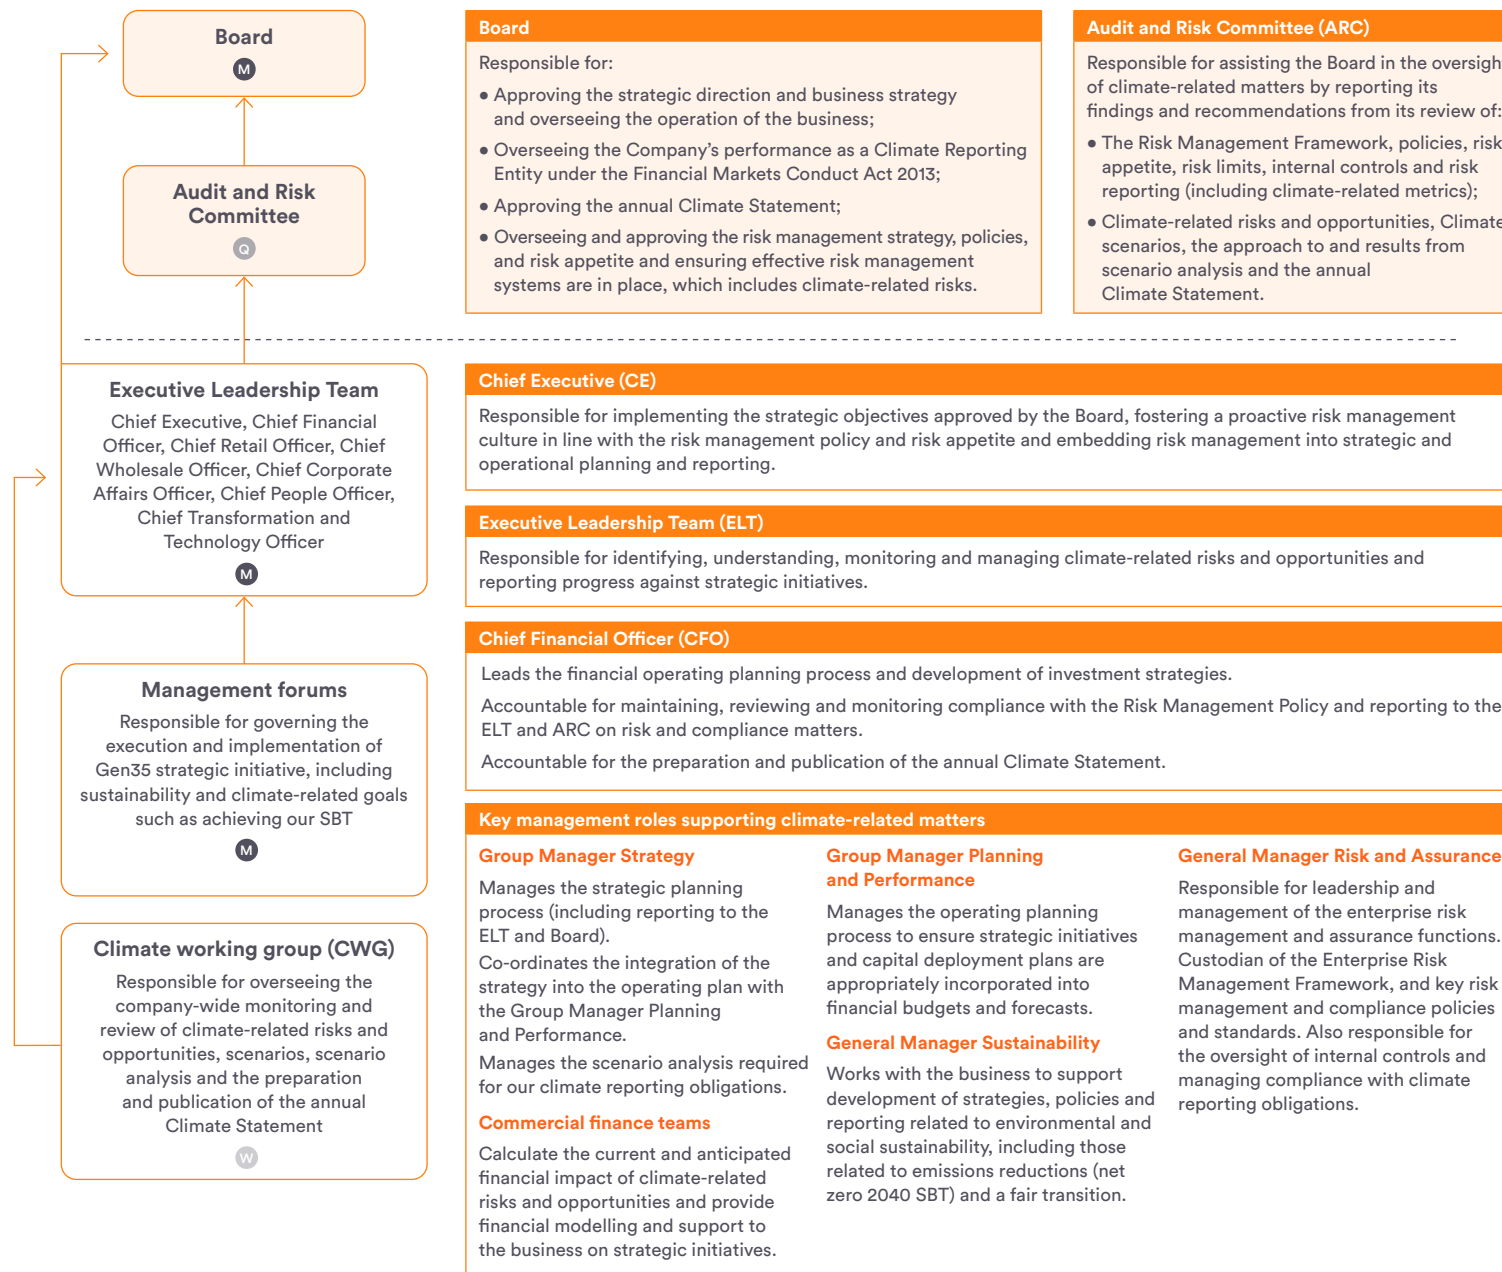 Board
M
Audit and Risk
Committee
Q
Executive Leadership Team
Chief Executive, Chief Financial
Officer, Chief Retail Officer, Chief
Wholesale Officer, Chief Corporate
Affairs Officer, Chief People Officer,
Chief Transformation and
Technology Officer
M
Management forums
Responsible for governing the
execution and implementation of
Gen35 strategic initiative, including
sustainability and climate-related goals
such as achieving our SBT
M
Climate working group (CWG)
Responsible for overseeing the
company-wide monitoring and
review of climate-related risks and
opportunities, scenarios, scenario
analysis and the preparation
and publication of the annual
Climate Statement
W
Board
Responsible for:
• Approving the strategic direction and business strategy
and overseeing the operation of the business;
• Overseeing the Company's performance as a Climate Reporting
Entity under the Financial Markets Conduct Act 2013;
• Approving the annual Climate Statement;
• Overseeing and approving the risk management strategy, policies,
and risk appetite and ensuring effective risk management
systems are in place, which includes climate-related risks.
Audit and Risk Committee (ARC)
Responsible for assisting the Board in the oversigh
of climate-related matters by reporting its
findings and recommendations from its review of:
• The Risk Management Framework, policies, risk
appetite, risk limits, internal controls and risk
reporting (including climate-related metrics);
• Climate-related risks and opportunities, Climate
scenarios, the approach to and results from
scenario analysis and the annual
Climate Statement.
Chief Executive (CE)
Responsible for implementing the strategic objectives approved by the Board, fostering a proactive risk management
culture in line with the risk management policy and risk appetite and embedding risk management into strategic and
operational planning and reporting.
Executive Leadership Team (ELT)
Responsible for identifying, understanding, monitoring and managing climate-related risks and opportunities and
reporting progress against strategic initiatives.
Chief Financial Officer (CFO)
Leads the financial operating planning process and development of investment strategies.
Accountable for maintaining, reviewing and monitoring compliance with the Risk Management Policy and reporting to the
ELT and ARC on risk and compliance matters.
Accountable for the preparation and publication of the annual Climate Statement.
Key management roles supporting climate-related matters
Group Manager Strategy
Manages the strategic planning
process (including reporting to the
ELT and Board).
Co-ordinates the integration of the
strategy into the operating plan with
the Group Manager Planning
and Performance.
Manages the scenario analysis required
for our climate reporting obligations.
Commercial finance teams
Calculate the current and anticipated
financial impact of climate-related
risks and opportunities and provide
financial modelling and support to
the business on strategic initiatives.
Group Manager Planning
and Performance
Manages the operating planning
process to ensure strategic initiatives
and capital deployment plans are
appropriately incorporated into
financial budgets and forecasts.
General Manager Sustainability
Works with the business to support
development of strategies, policies and
reporting related to environmental and
social sustainability, including those
related to emissions reductions (net
zero 2040 SBT) and a fair transition.
General Manager Risk and Assurance
Responsible for leadership and
management of the enterprise risk
management and assurance functions.
Custodian of the Enterprise Risk
Management Framework, and key risk
management and compliance policies
and standards. Also responsible for
the oversight of internal controls and
managing compliance with climate
reporting obligations.